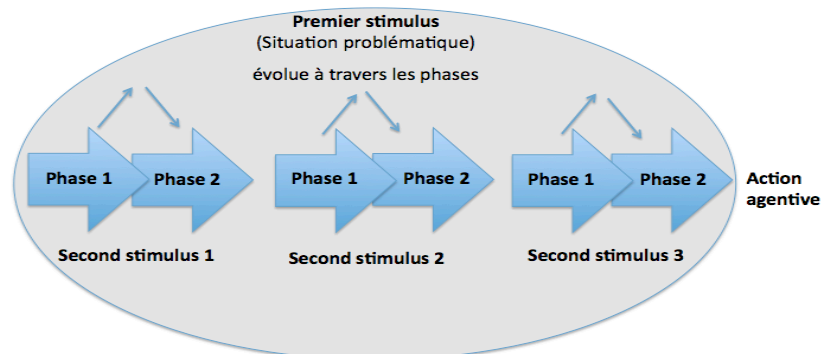 Premier stimulus
(Situation problématique)
évolue à travers les phases
Phase 1
Phase 2
Phase 1
Phase 2
Phase 1
Phase 2
Action
agentive
Second stimulus 1
Second stimulus 2
Second stimulus 3